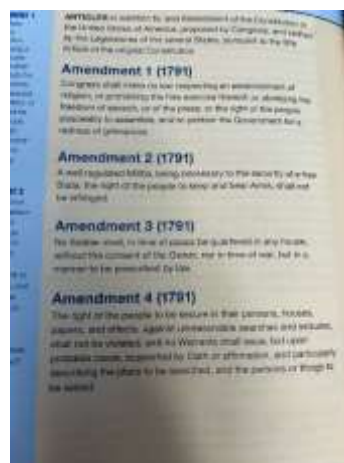 ARTICLES in addition to, and Amendment of the Constitution of
the United States of America, proposed by Congress, and ratified
by the Legislatures of the several States, pursuant to the fifth
Article of the original Constitution
Amendment 1 (1791)
Congress shall make no law respecting an establishment of
religion, or prohibiting the free exercise thereof; or abridging the
freedom of speech, or of the press; or the right of the people
peaceably to assemble, and to petition the Government for a
redress of grievances.
Amendment 2 (1791)
A well regulated Militia, being necessary to the security of a free
State, the right of the people to keep and bear Arms, shall not
be infringed.
Amendment 3 (1791)
No Soldier shall, in time of peace be quartered in any house,
without the consent of the Owner, nor in time of war, but in a
manner to be prescribed by law.
Amendment 4 (1791)
The right of the people to be secure in their persons, houses,
papers, and effects, against unreasonable searches and seizures,
shall not be violated, and no Warrants shall issue, but upon
probable cause, supported by Oath or affirmation, and particularly
describing the place to be searched, and the persons or things to
be seized.